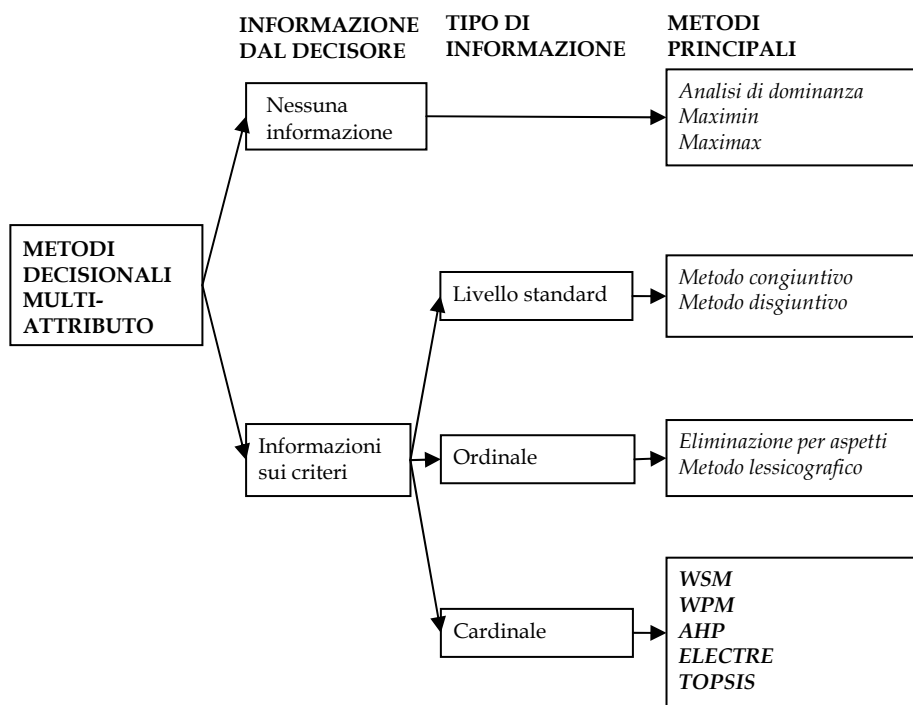 INFORMAZIONE
DAL DECISORE
TIPO DI
INFORMAZIONE
METODI
PRINCIPALI
Nessuna
informazione
Analisi di dominanza
Maximin
Maximax
METODI
DECISIONALI
MULTI-
ATTRIBUTO
Livello standard
Metodo congiuntivo
Metodo disgiuntivo
Informazioni
sui criteri
Ordinale
Eliminazione per aspetti
Metodo lessicografico
Cardinale
WSM
WPM
AHP
ELECTRE
TOPSIS